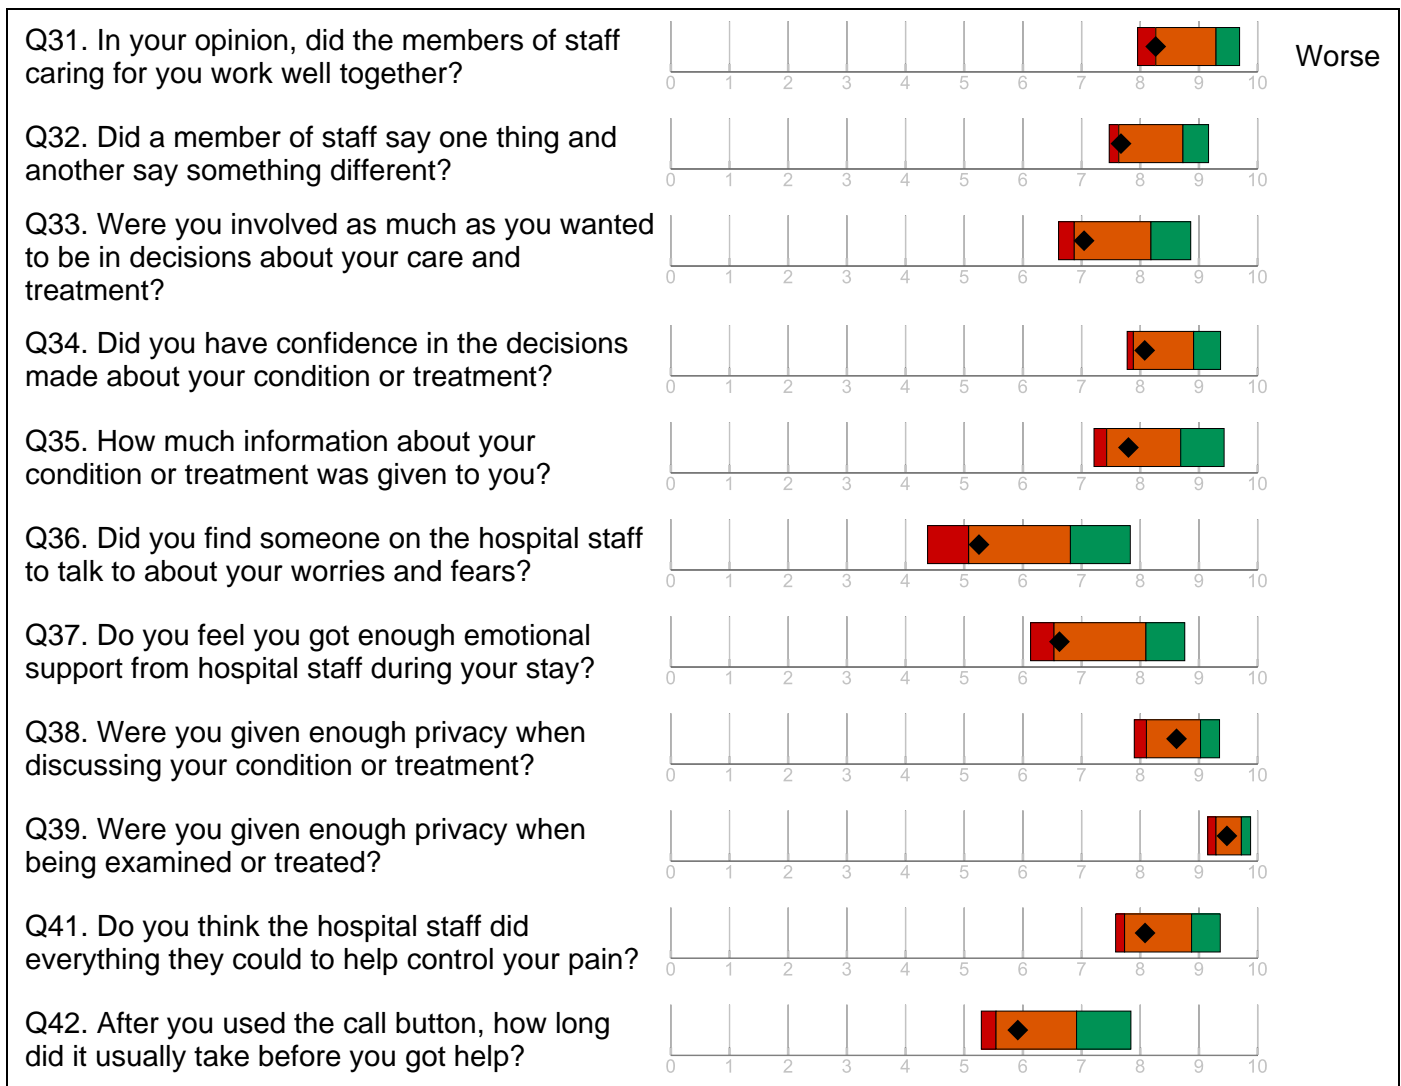 Q31. In your opinion, did the members of staff
caring for you work well together?
Worse
0 1 2 3 4 5 6 7 8 9 10
Q32. Did a member of staff say one thing and
another say something different?
0 1 2 3 4 5 6 7 8 9 10
Q33. Were you involved as much as you wanted
to be in decisions about your care and
treatment?
0 1 2 3 4 5 6 7 8 9 10
Q34. Did you have confidence in the decisions
made about your condition or treatment?
0 1 2 3 4 5 6 7 8 9 10
Q35. How much information about your
condition or treatment was given to you?
0 1 2 3 4 5 6 7 8 9 10
Q36. Did you find someone on the hospital staff
to talk to about your worries and fears?
0 1 2 3 4 5 6 7 8 9 10
Q37. Do you feel you got enough emotional
support from hospital staff during your stay?
0 1 2 3 4 5 6 7 8 9 10
Q38. Were you given enough privacy when
discussing your condition or treatment?
0 1 2 3 4 5 6 7 8 9 10
Q39. Were you given enough privacy when
being examined or treated?
0 1 2 3 4 5 6 7 8 9 10
Q41. Do you think the hospital staff did
everything they could to help control your pain?
0 1 2 3 4 5 6 7 8 9 10
Q42. After you used the call button, how long
did it usually take before you got help?
0 1 2 3 4 5 6 7 8 9 10